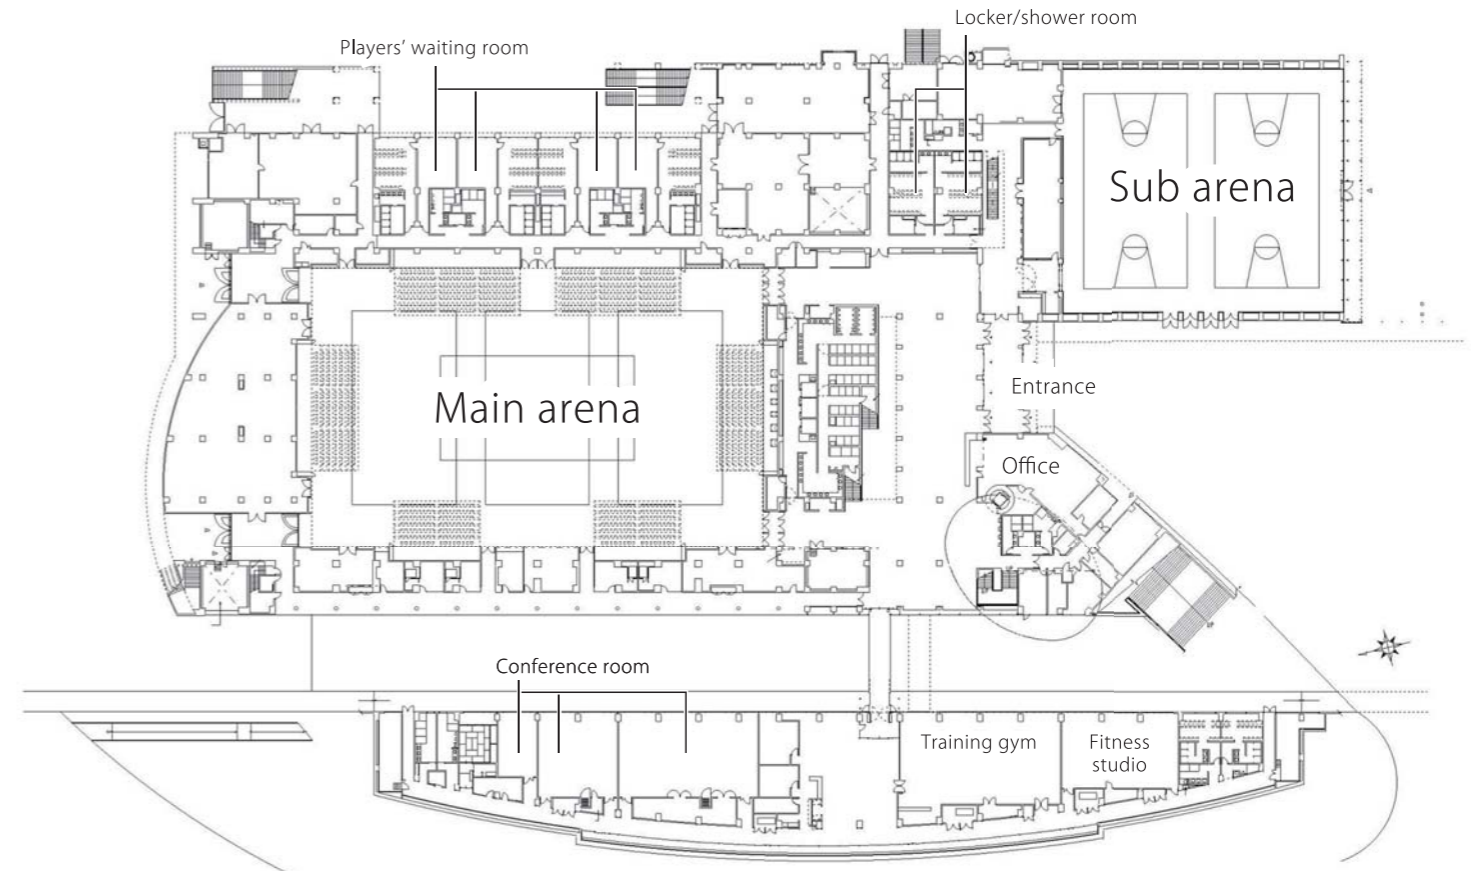 Locker/shower room
Players' waiting room
Sub arena
Main arena
Entrance
Office
Conference room
Training gym
Fitness
studio